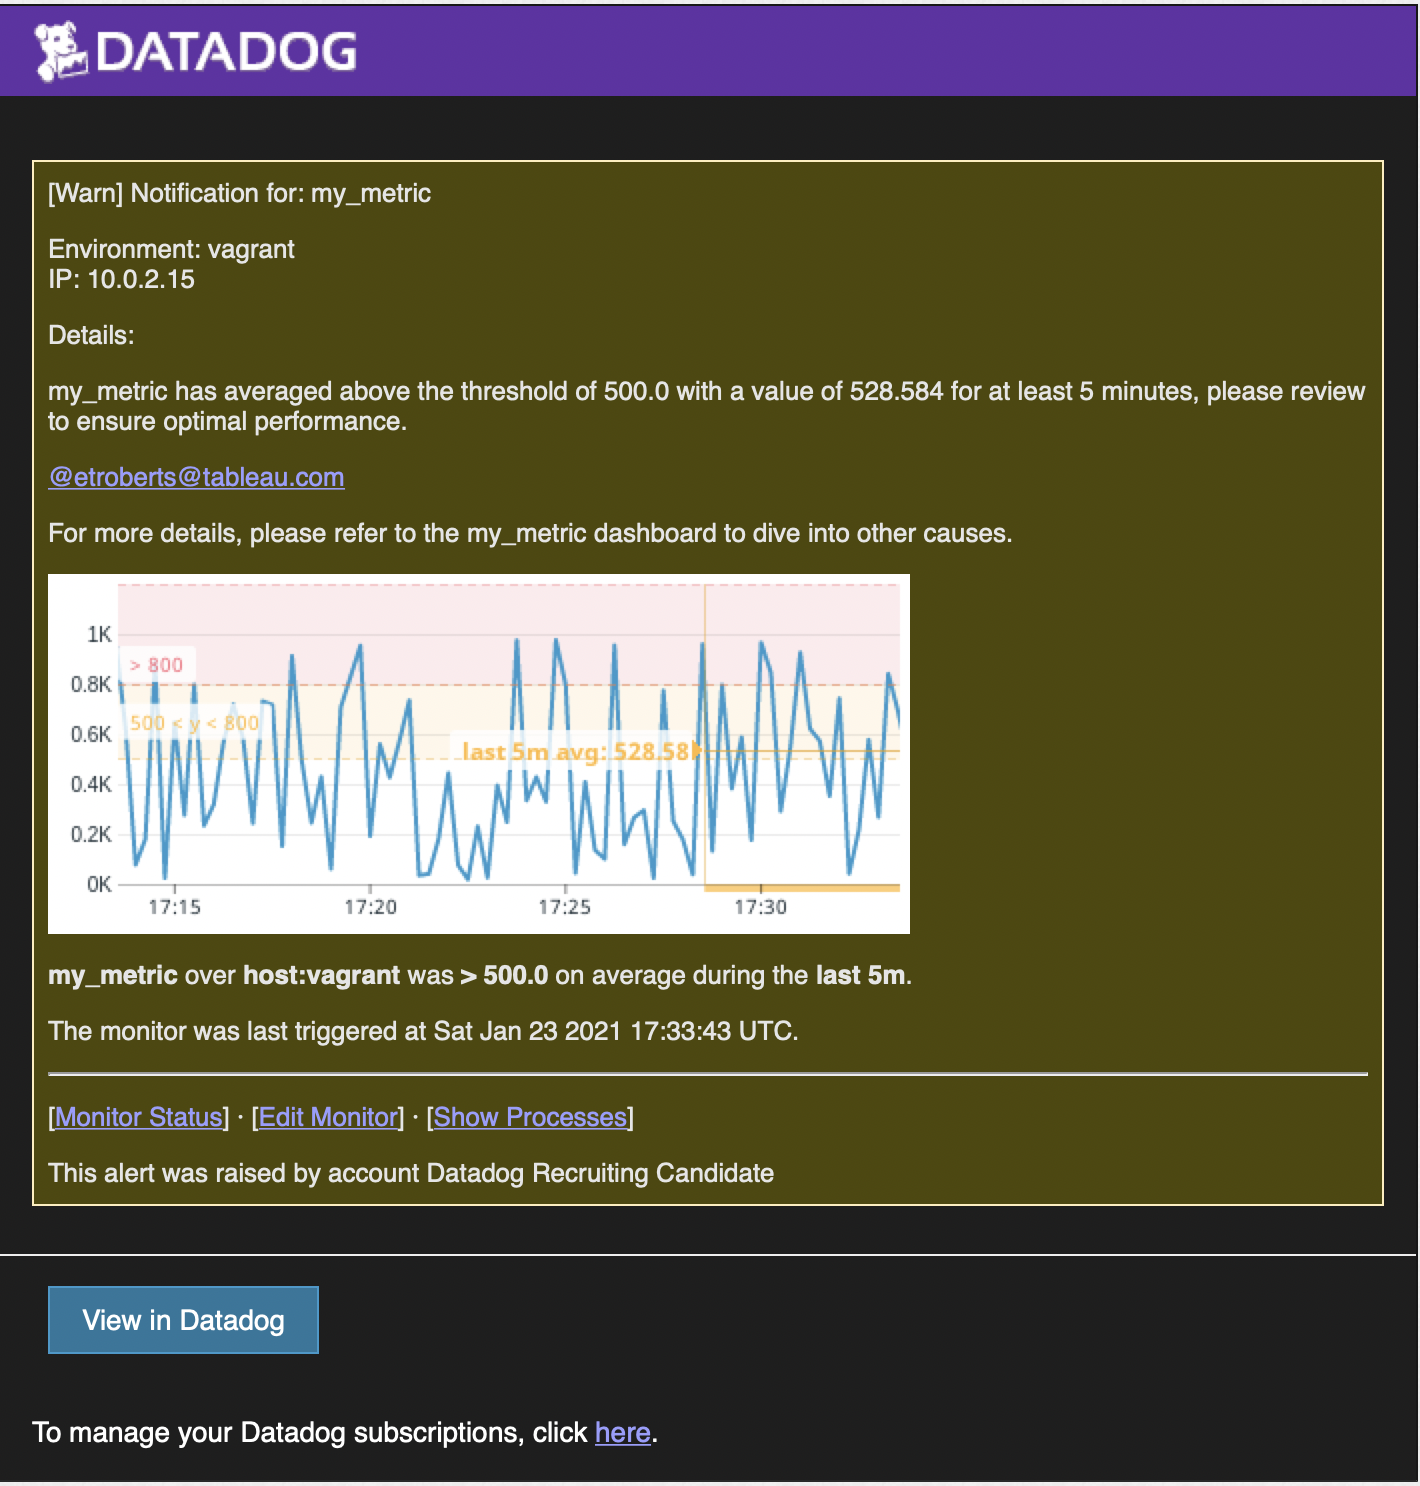 DATADOG
[Warn] Notification for: my_metric
Environment: vagrant
IP: 10.0.2.15
Details:
my_metric has averaged above the threshold of 500.0 with a value of 528.584 for at least 5 minutes, please review
to ensure optimal performance.
@etroberts@tableau.com
For more details, please refer to the my_metric dashboard to dive into other causes.
1K
> 800
0.8K
500 < y < 800
0.6K
last 5m avg: 528.58
0.4K
0.2K
0K
17:15 17:20 17:25 17:30
my_metric over host:vagrant was > 500.0 on average during the last 5m.
The monitor was last triggered at Sat Jan 23 2021 17:33:43 UTC.
[Monitor Status] · [Edit Monitor] · [Show Processes]
This alert was raised by account Datadog Recruiting Candidate
View in Datadog
To manage your Datadog subscriptions, click here.